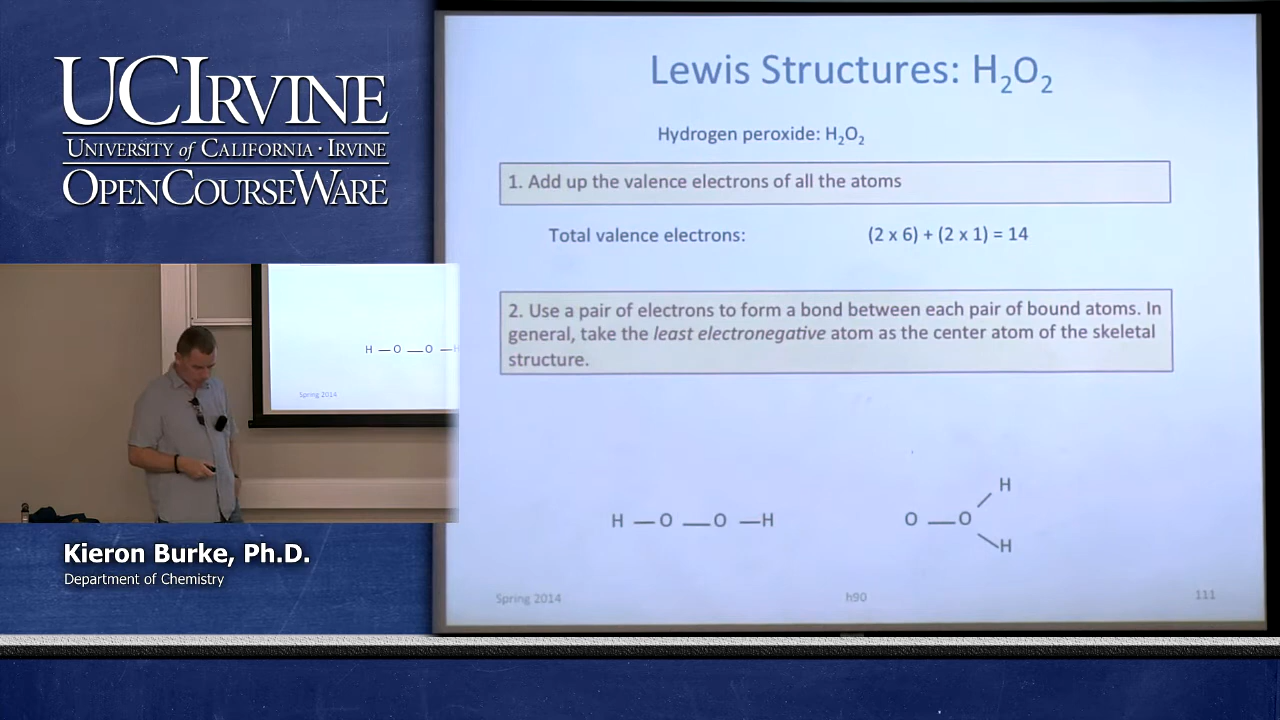 UCIRVINE
UNIVERSITY of CALIFORNIA · IRVINE
OPENCOURSEWARE
Lewis Structures: H₂O₂
Hydrogen peroxide: H₂O₂
1. Add up the valence electrons of all the atoms
Total valence electrons: (2 x 6) + (2 x 1) = 14
2. Use a pair of electrons to form a bond between each pair of bound atoms. In
general, take the least electronegative atom as the center atom of the skeletal
structure.
H — O — O — H
H
O — O
H
Spring 2014 h90 111
H — O — O — H
Spring 2014
Kieron Burke, Ph.D.
Department of Chemistry